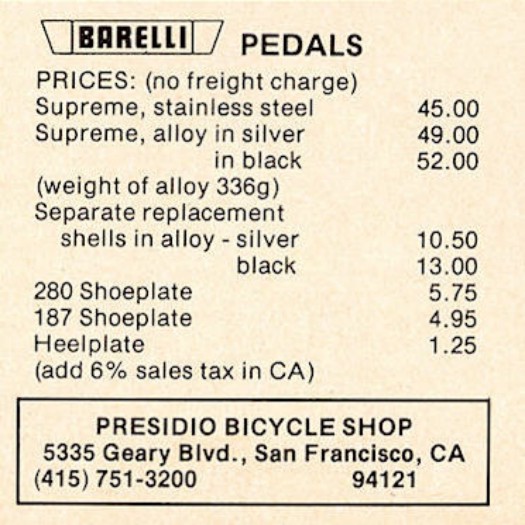 BARELLI PEDALS
PRICES: (no freight charge)
Supreme, stainless steel 45.00
Supreme, alloy in silver 49.00
in black 52.00
(weight of alloy 336g)
Separate replacement
shells in alloy - silver 10.50
black 13.00
280 Shoeplate 5.75
187 Shoeplate 4.95
Heelplate 1.25
(add 6% sales tax in CA)
PRESIDIO BICYCLE SHOP
5335 Geary Blvd., San Francisco, CA
(415) 751-3200 94121